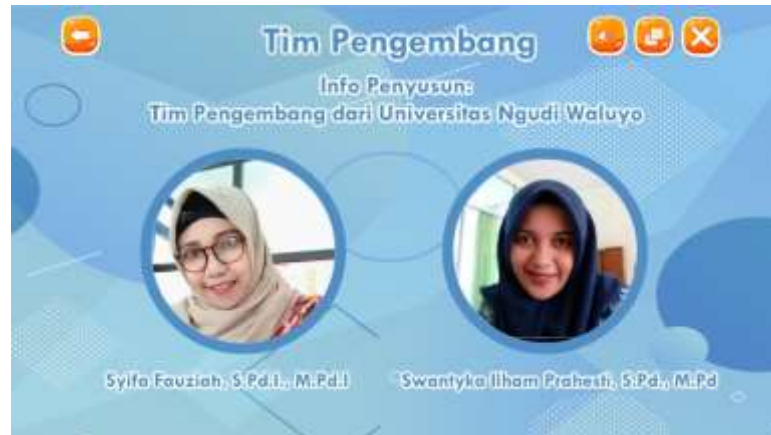 Tim Pengembang
Info Penyusun:
Tim Pengembang dari Universitas Ngudi Waluyo
Syifa Fauziah, S.Pd.I., M.Pd.I
Swantyka Ilham Prahesti, S.Pd., M.Pd